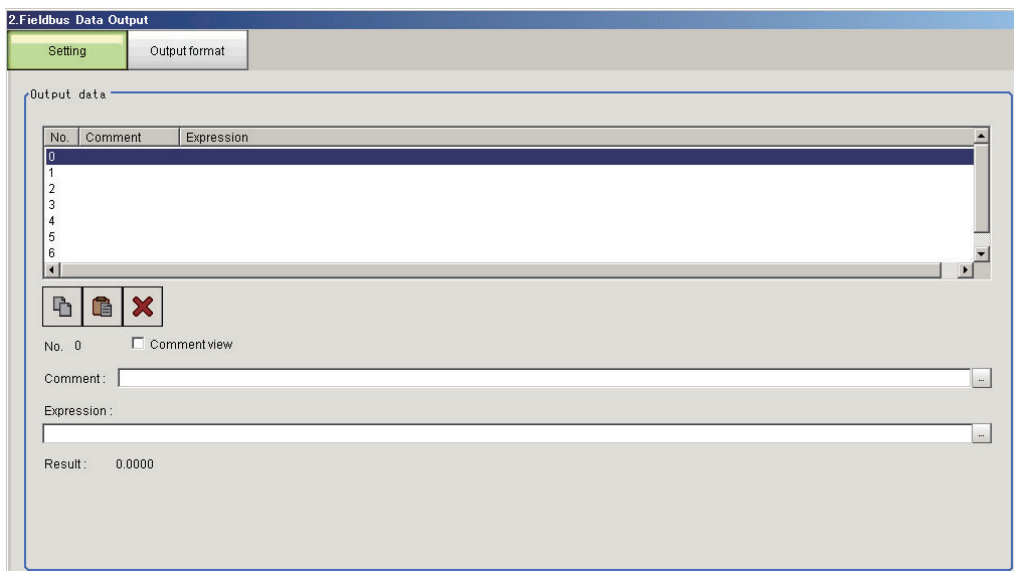 2.Fieldbus Data Output
Setting Output format
Output data
No. Comment Expression
0
1
2
3
4
5
6
No. 0 Comment view
Comment : ...
Expression :
...
Result : 0.0000